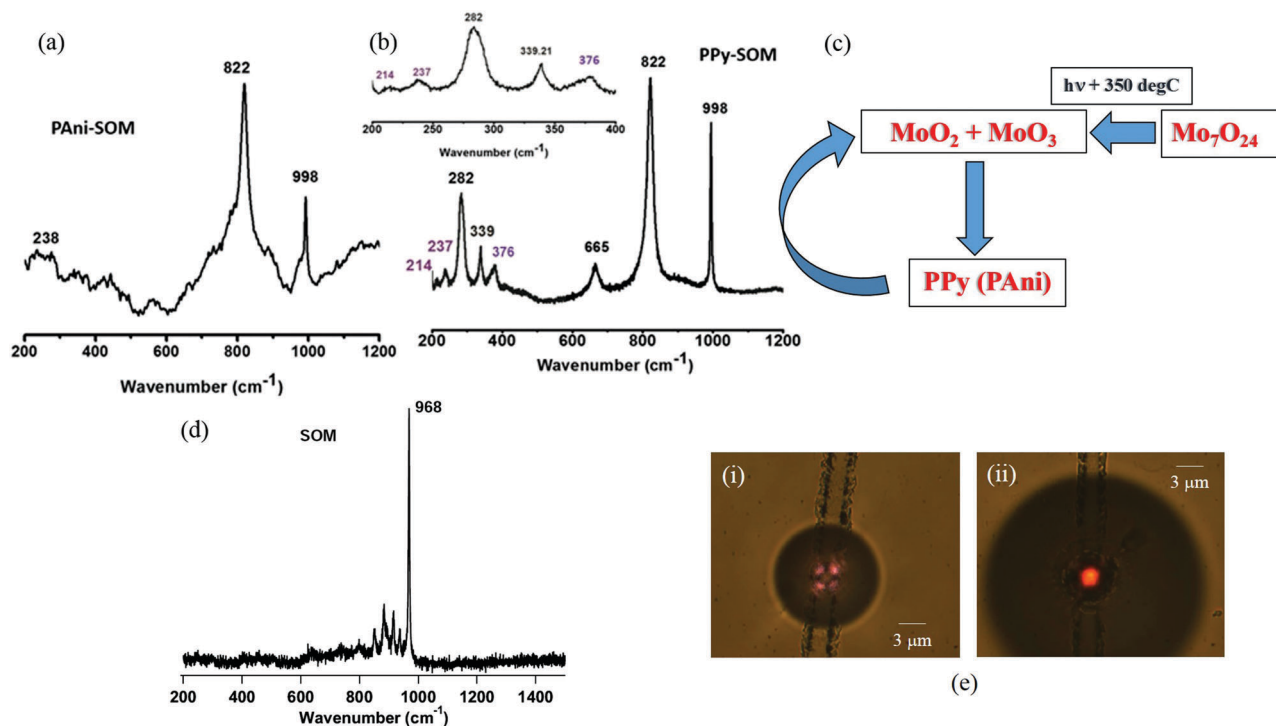 (a)
PAni-SOM
822
998
238
200 400 600 800 1000 1200
Wavenumber (cm⁻¹)
(b)
PPy-SOM
282
339.21
376
214
237
200 250 300 350 400
Wavenumber (cm⁻¹)
822
998
282
237
339
376
214
665
200 400 600 800 1000 1200
Wavenumber (cm⁻¹)
(c)
hν + 350 degC
MoO₂ + MoO₃
Mo₇O₂₄
PPy (PAni)
(d)
SOM
968
200 400 600 800 1000 1200 1400
Wavenumber (cm⁻¹)
(i)
3 μm
(ii)
3 μm
(e)